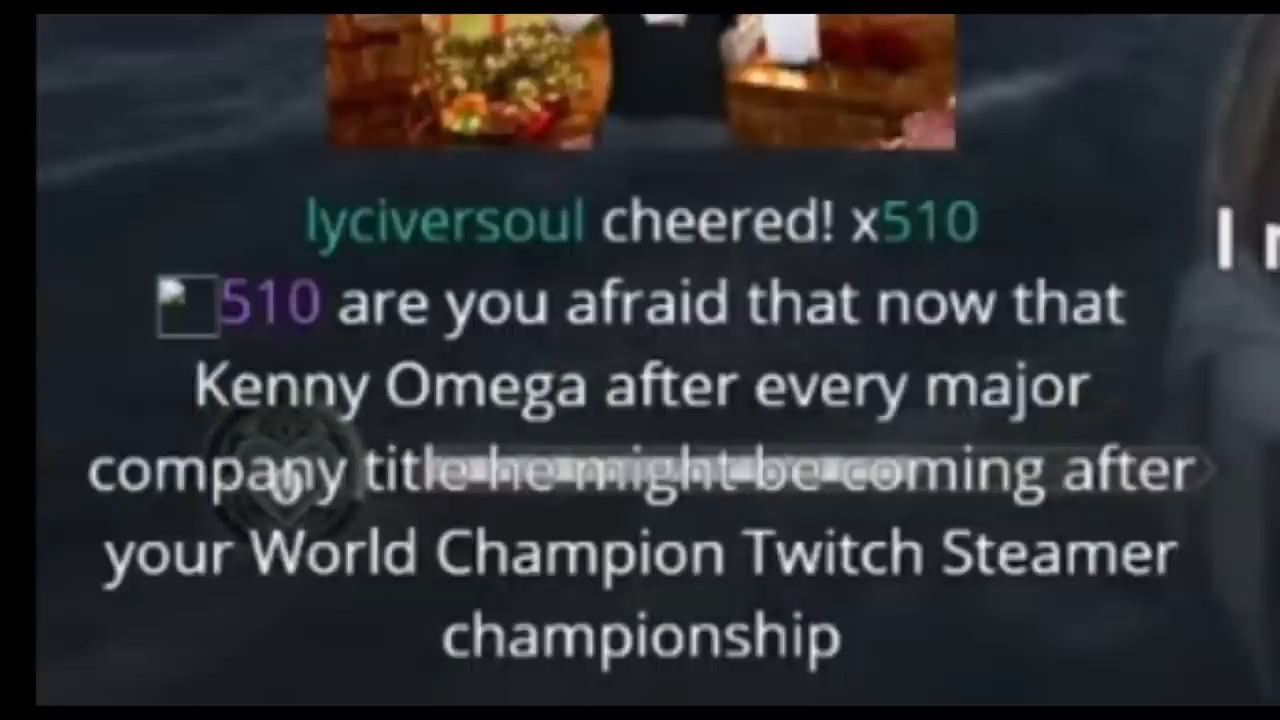 lyciversoul cheered! x510
510 are you afraid that now that
Kenny Omega after every major
company title he might be coming after
your World Champion Twitch Steamer
championship